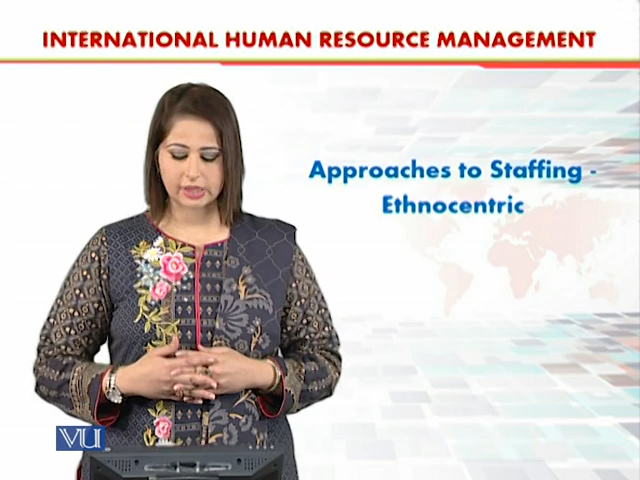 INTERNATIONAL HUMAN RESOURCE MANAGEMENT
Approaches to Staffing -
Ethnocentric
VU